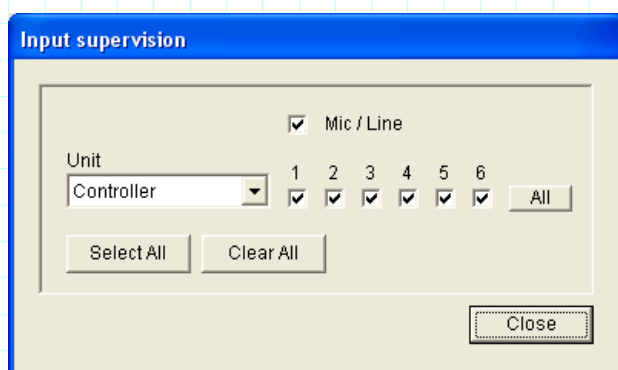 Input supervision
Mic / Line
Unit
1 2 3 4 5 6
Controller
All
Select All Clear All
Close